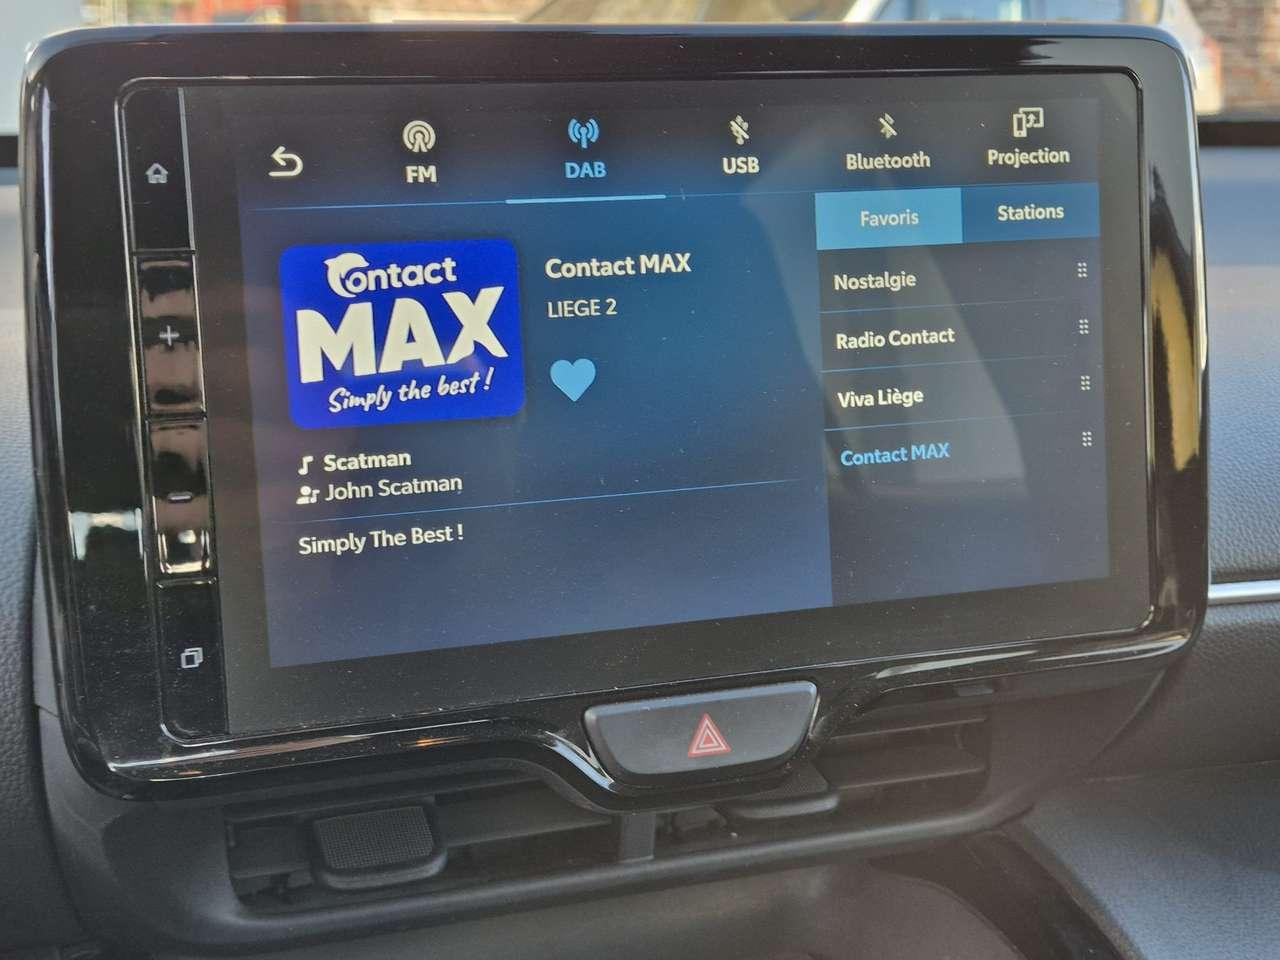 FM
DAB
USB
Bluetooth
Projection
Favoris
Stations
Contact
MAX
Simply the best !
Contact MAX
LIEGE 2
Scatman
John Scatman
Simply The Best !
Nostalgie
Radio Contact
Viva Liège
Contact MAX